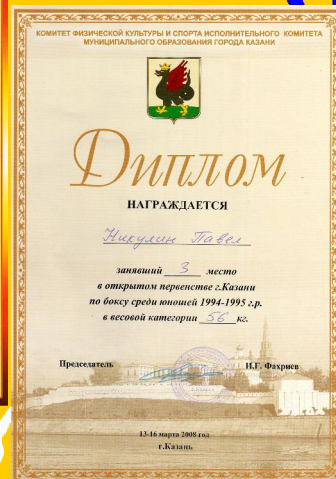 КОМИТЕТ ФИЗИЧЕСКОЙ КУЛЬТУРЫ И СПОРТА ИСПОЛНИТЕЛЬНОГО КОМИТЕТА
МУНИЦИПАЛЬНОГО ОБРАЗОВАНИЯ ГОРОДА КАЗАНИ
Диплом
НАГРАЖДАЕТСЯ
Никулин Павел
занявший 3 место
в открытом первенстве г.Казани
по боксу среди юношей 1994-1995 г.р.
в весовой категории 56 кг.
Председатель И.Г. Фахриев
13-16 марта 2008 год
г.Казань